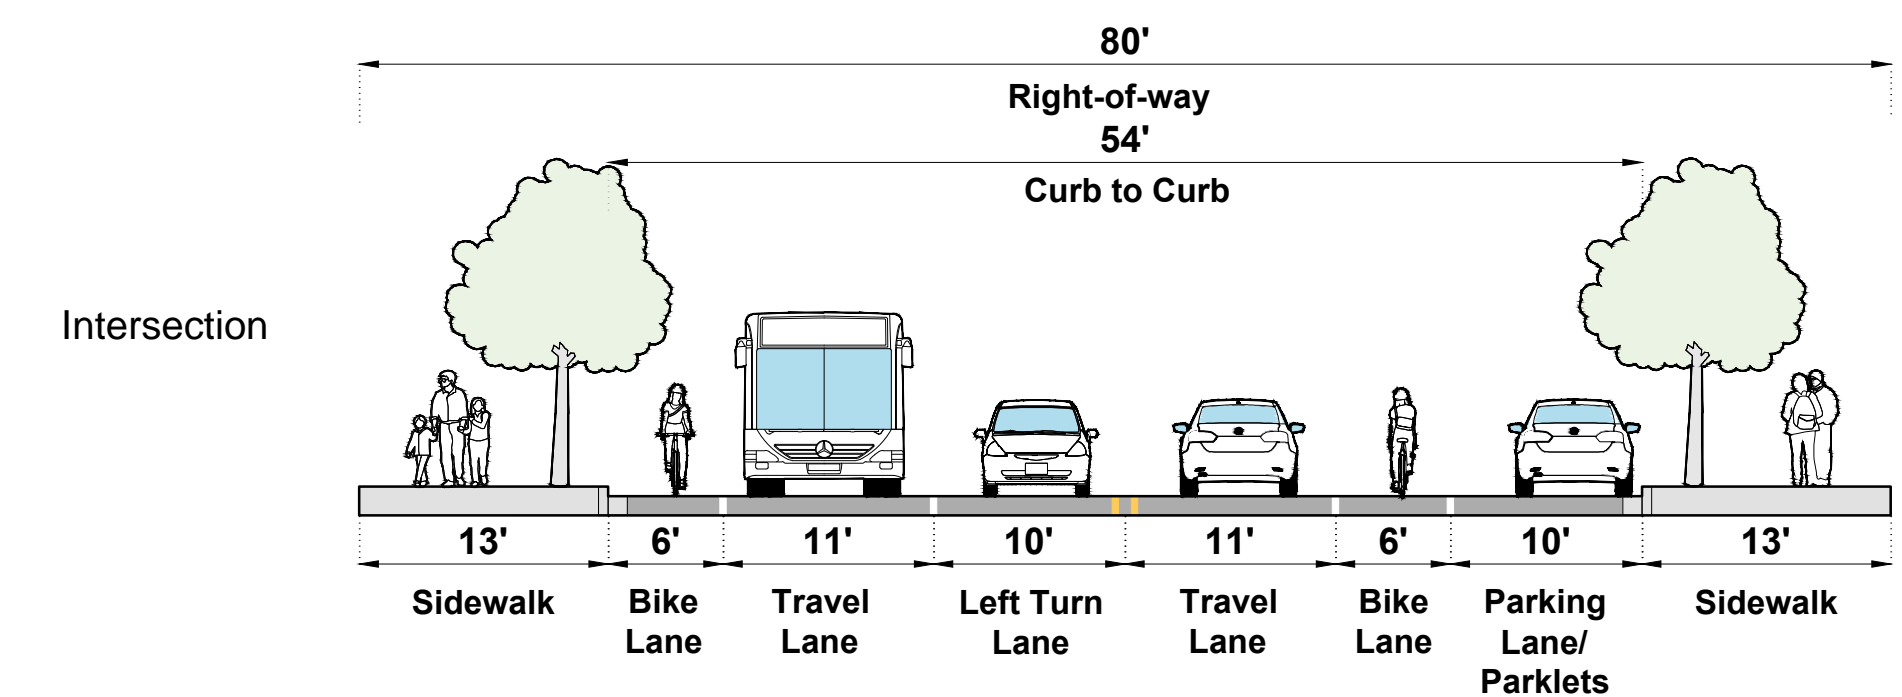 80'
Right-of-way
54'
Curb to Curb
Intersection
13' 6' 11' 10' 11' 6' 10' 13'
Sidewalk Bike Travel Left Turn Travel Bike Parking Sidewalk
Lane Lane Lane Lane Lane Lane/
Parklets